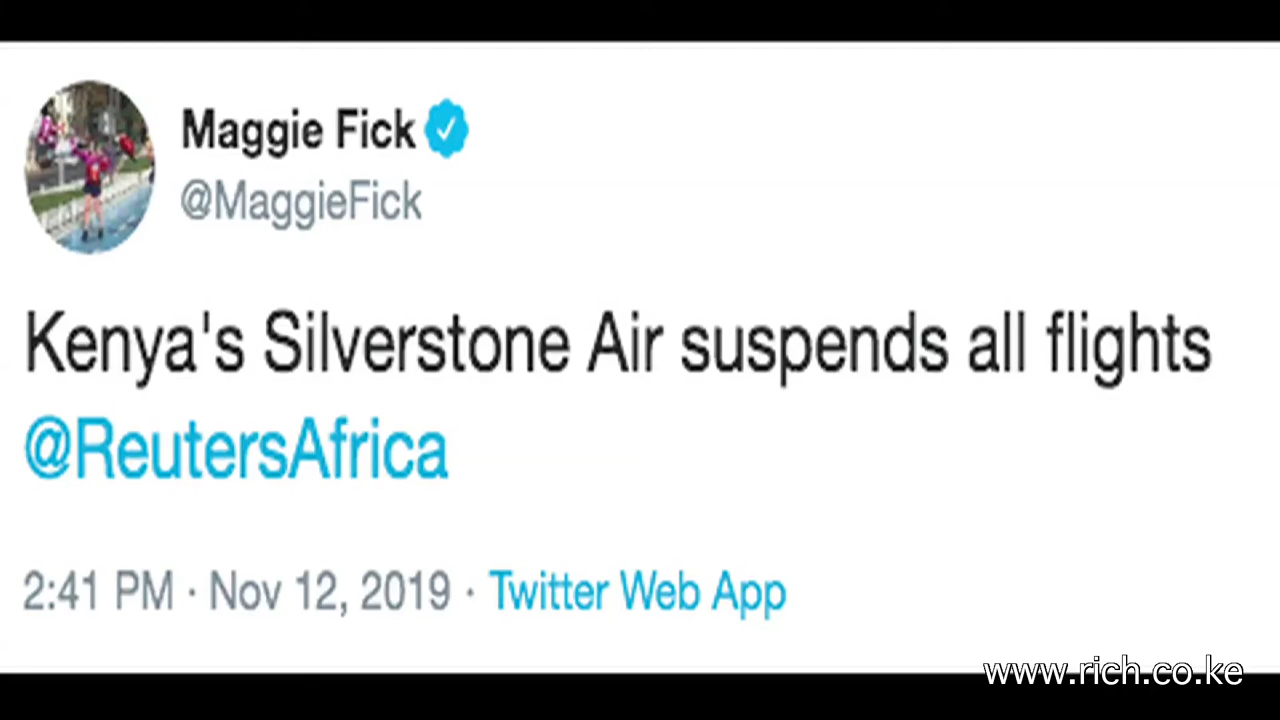 Maggie Fick
@MaggieFick
Kenya's Silverstone Air suspends all flights
@ReutersAfrica
2:41 PM · Nov 12, 2019 · Twitter Web App
www.rich.co.ke